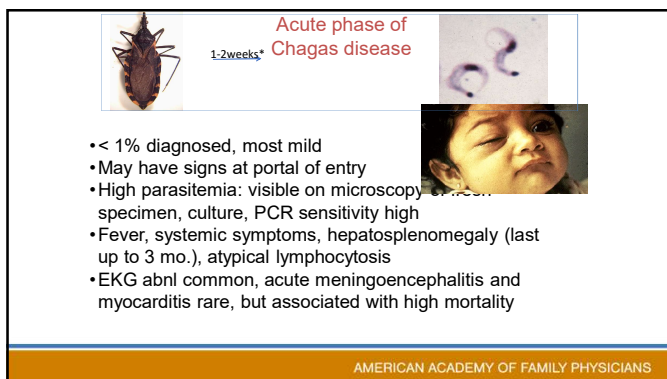 Acute phase of
1-2weeks* Chagas disease
• < 1% diagnosed, most mild
• May have signs at portal of entry
• High parasitemia: visible on microscopy
specimen, culture, PCR sensitivity high
• Fever, systemic symptoms, hepatosplenomegaly (last
up to 3 mo.), atypical lymphocytosis
• EKG abnl common, acute meningoencephalitis and
myocarditis rare, but associated with high mortality
AMERICAN ACADEMY OF FAMILY PHYSICIANS